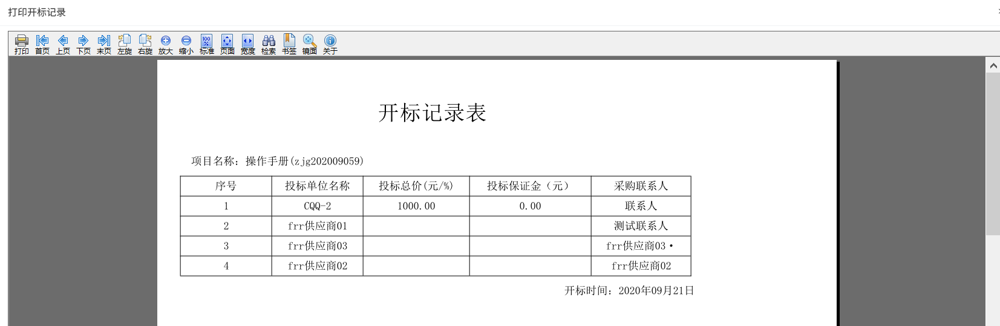 打印开标记录
打印 首页 上页 下页 末页 左旋 右旋 放大 缩小 标准 页面 宽度 检索 书签 镜面 关于
开标记录表
项目名称：操作手册(zjg202009059)
序号 投标单位名称 投标总价(元/%) 投标保证金（元） 采购联系人
1 CQQ-2 1000.00 0.00 联系人
2 frr供应商01 测试联系人
3 frr供应商03 frr供应商03·
4 frr供应商02 frr供应商02
开标时间：2020年09月21日